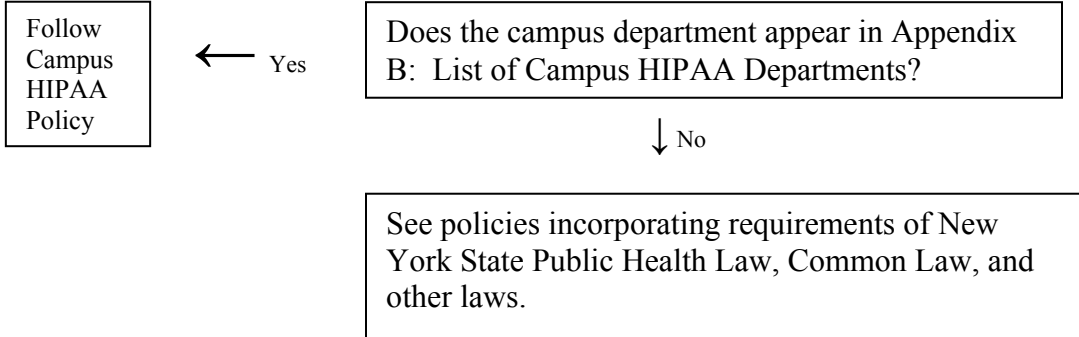 Follow
Campus
HIPAA
Policy
Yes
Does the campus department appear in Appendix
B: List of Campus HIPAA Departments?
No
See policies incorporating requirements of New
York State Public Health Law, Common Law, and
other laws.